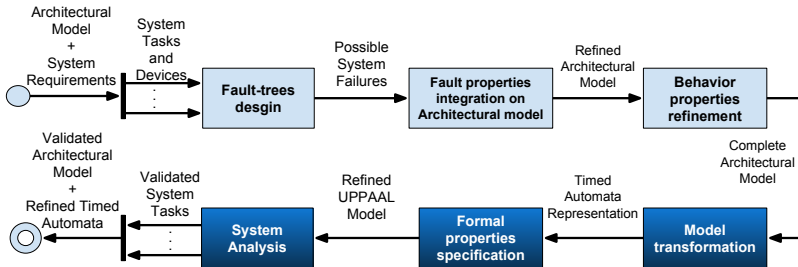 Architectural
Model
+
System
Requirements
System
Tasks
and
Devices
Fault-trees
desgin
Possible
System
Failures
Fault properties
integration on
Architectural model
Refined
Architectural
Model
Behavior
properties
refinement
Complete
Architectural
Model
Model
transformation
Timed
Automata
Representation
Formal
properties
specification
Refined
UPPAAL
Model
System
Analysis
Validated
System
Tasks
Validated
Architectural
Model
+
Refined Timed
Automata